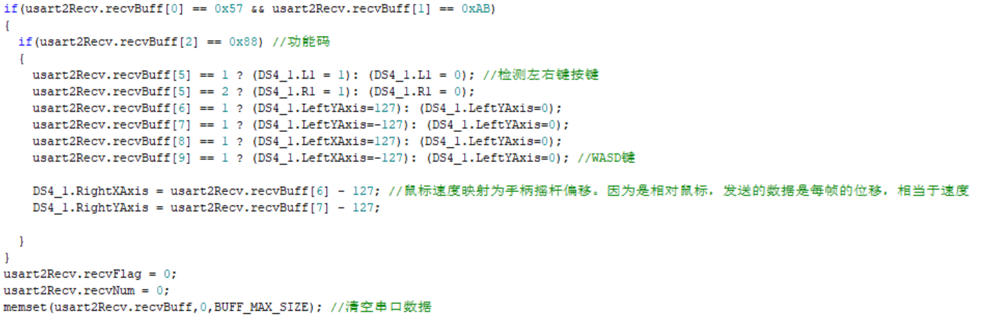 if(usart2Recv.recvBuff[0] == 0x57 && usart2Recv.recvBuff[1] == 0xAB)
{
  if(usart2Recv.recvBuff[2] == 0x88) //功能码
  {
    usart2Recv.recvBuff[5] == 1 ? (DS4_1.L1 = 1): (DS4_1.L1 = 0); //检测左右键按键
    usart2Recv.recvBuff[5] == 2 ? (DS4_1.R1 = 1): (DS4_1.R1 = 0);
    usart2Recv.recvBuff[6] == 1 ? (DS4_1.LeftYAxis=127): (DS4_1.LeftYAxis=0);
    usart2Recv.recvBuff[7] == 1 ? (DS4_1.LeftYAxis=-127): (DS4_1.LeftYAxis=0);
    usart2Recv.recvBuff[8] == 1 ? (DS4_1.LeftXAxis=127): (DS4_1.LeftYAxis=0);
    usart2Recv.recvBuff[9] == 1 ? (DS4_1.LeftXAxis=-127): (DS4_1.LeftYAxis=0); //WASD键
    DS4_1.RightXAxis = usart2Recv.recvBuff[6] - 127; //鼠标速度映射为手柄摇杆偏移。因为是相对鼠标，发送的数据是每帧的位移，相当于速度
    DS4_1.RightYAxis = usart2Recv.recvBuff[7] - 127;
  }
}
usart2Recv.recvFlag = 0;
usart2Recv.recvNum = 0;
memset(usart2Recv.recvBuff,0,BUFF_MAX_SIZE); //清空串口数据